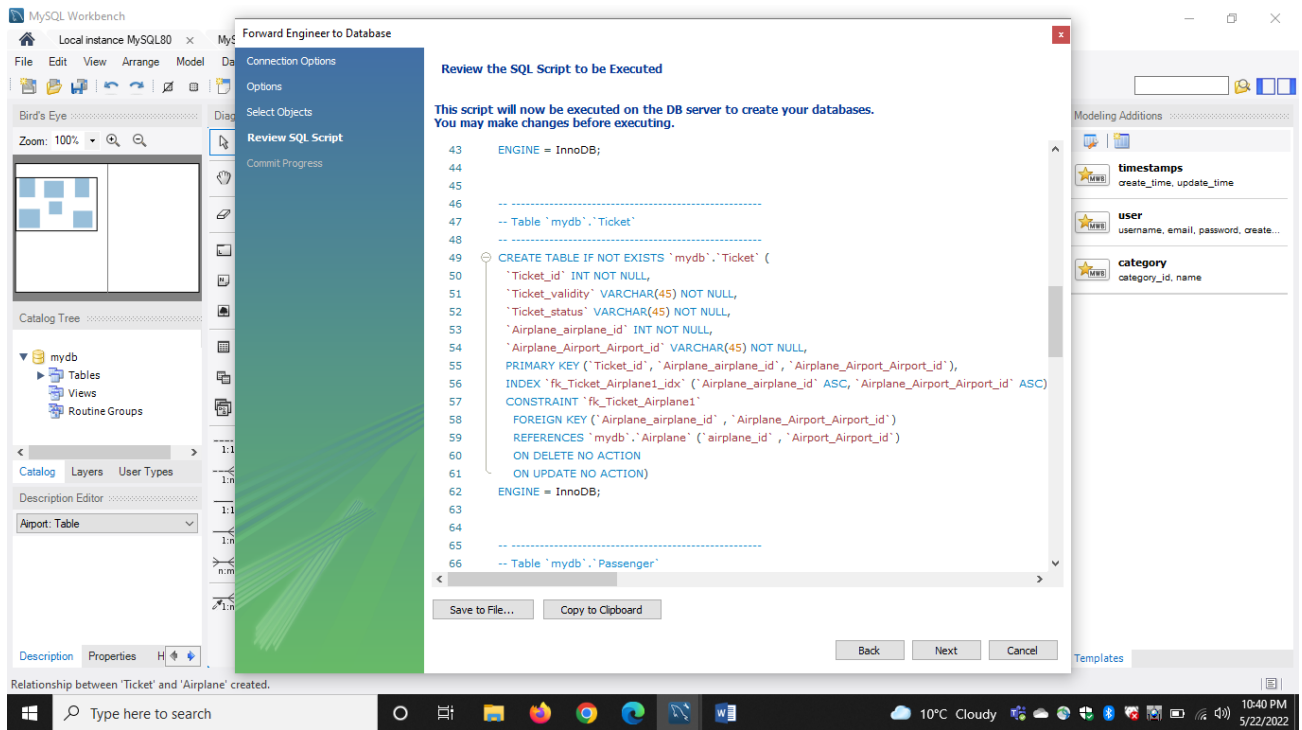 MySQL Workbench
Local instance MySQL80 ×
File Edit View Arrange Model
Bird's Eye
Zoom: 100%
Catalog Tree
mydb
Tables
Views
Routine Groups
Catalog Layers User Types
Description Editor
Airport: Table
Description Properties H
Relationship between 'Ticket' and 'Airplane' created.
1:1
1:n
1:1
1:n
n:m
1:n
Forward Engineer to Database
x
Connection Options
Options
Select Objects
Review SQL Script
Commit Progress
Review the SQL Script to be Executed
This script will now be executed on the DB server to create your databases.
You may make changes before executing.
43 ENGINE = InnoDB;
44
45
46 -- -----------------------------------------------------
47 -- Table `mydb`.`Ticket`
48 -- -----------------------------------------------------
49 CREATE TABLE IF NOT EXISTS `mydb`.`Ticket` (
50 `Ticket_id` INT NOT NULL,
51 `Ticket_validity` VARCHAR(45) NOT NULL,
52 `Ticket_status` VARCHAR(45) NOT NULL,
53 `Airplane_airplane_id` INT NOT NULL,
54 `Airplane_Airport_Airport_id` VARCHAR(45) NOT NULL,
55 PRIMARY KEY (`Ticket_id`, `Airplane_airplane_id`, `Airplane_Airport_Airport_id`),
56 INDEX `fk_Ticket_Airplane1_idx` (`Airplane_airplane_id` ASC, `Airplane_Airport_Airport_id` ASC)
57 CONSTRAINT `fk_Ticket_Airplane1`
58 FOREIGN KEY (`Airplane_airplane_id` , `Airplane_Airport_Airport_id`)
59 REFERENCES `mydb`.`Airplane` (`airplane_id` , `Airport_Airport_id`)
60 ON DELETE NO ACTION
61 ON UPDATE NO ACTION)
62 ENGINE = InnoDB;
63
64
65 -- -----------------------------------------------------
66 -- Table `mydb`.`Passenger`
Save to File... Copy to Clipboard
Back Next Cancel
Modeling Additions
timestamps
create_time, update_time
user
username, email, password, create...
category
category_id, name
MWB
MWB
MWB
Templates
Type here to search
10°C Cloudy
10:40 PM
5/22/2022